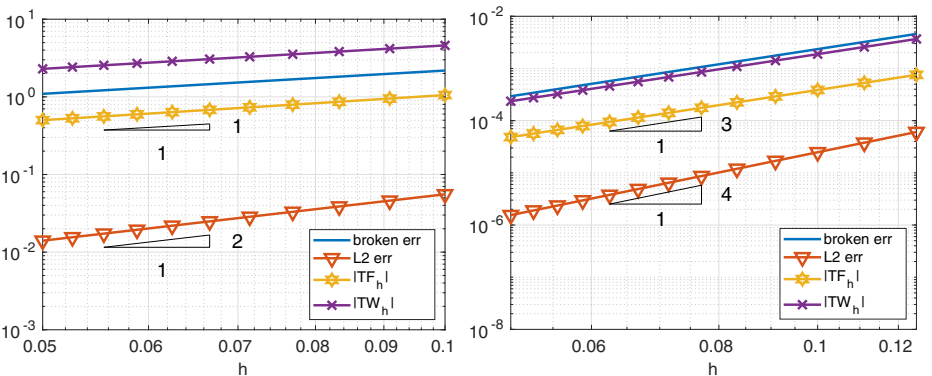 10^1
10^0
10^-1
10^-2
10^-3
1
1
2
1
broken err
L2 err
|TF_h|
|TW_h|
0.05
0.06
0.07
0.08
0.09
0.1
h
10^-2
10^-4
10^-6
10^-8
3
1
4
1
broken err
L2 err
|TF_h|
|TW_h|
0.06
0.08
0.1
0.12
h